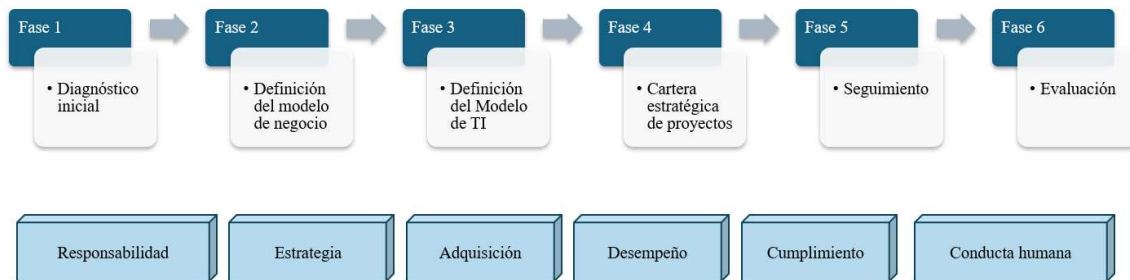 Fase 1
Fase 2
Fase 3
Fase 4
Fase 5
Fase 6
• Diagnóstico
inicial
• Definición
del modelo
de negocio
• Definición
del Modelo
de TI
• Cartera
estratégica
de proyectos
• Seguimiento
• Evaluación
Responsabilidad
Estrategia
Adquisición
Desempeño
Cumplimiento
Conducta humana